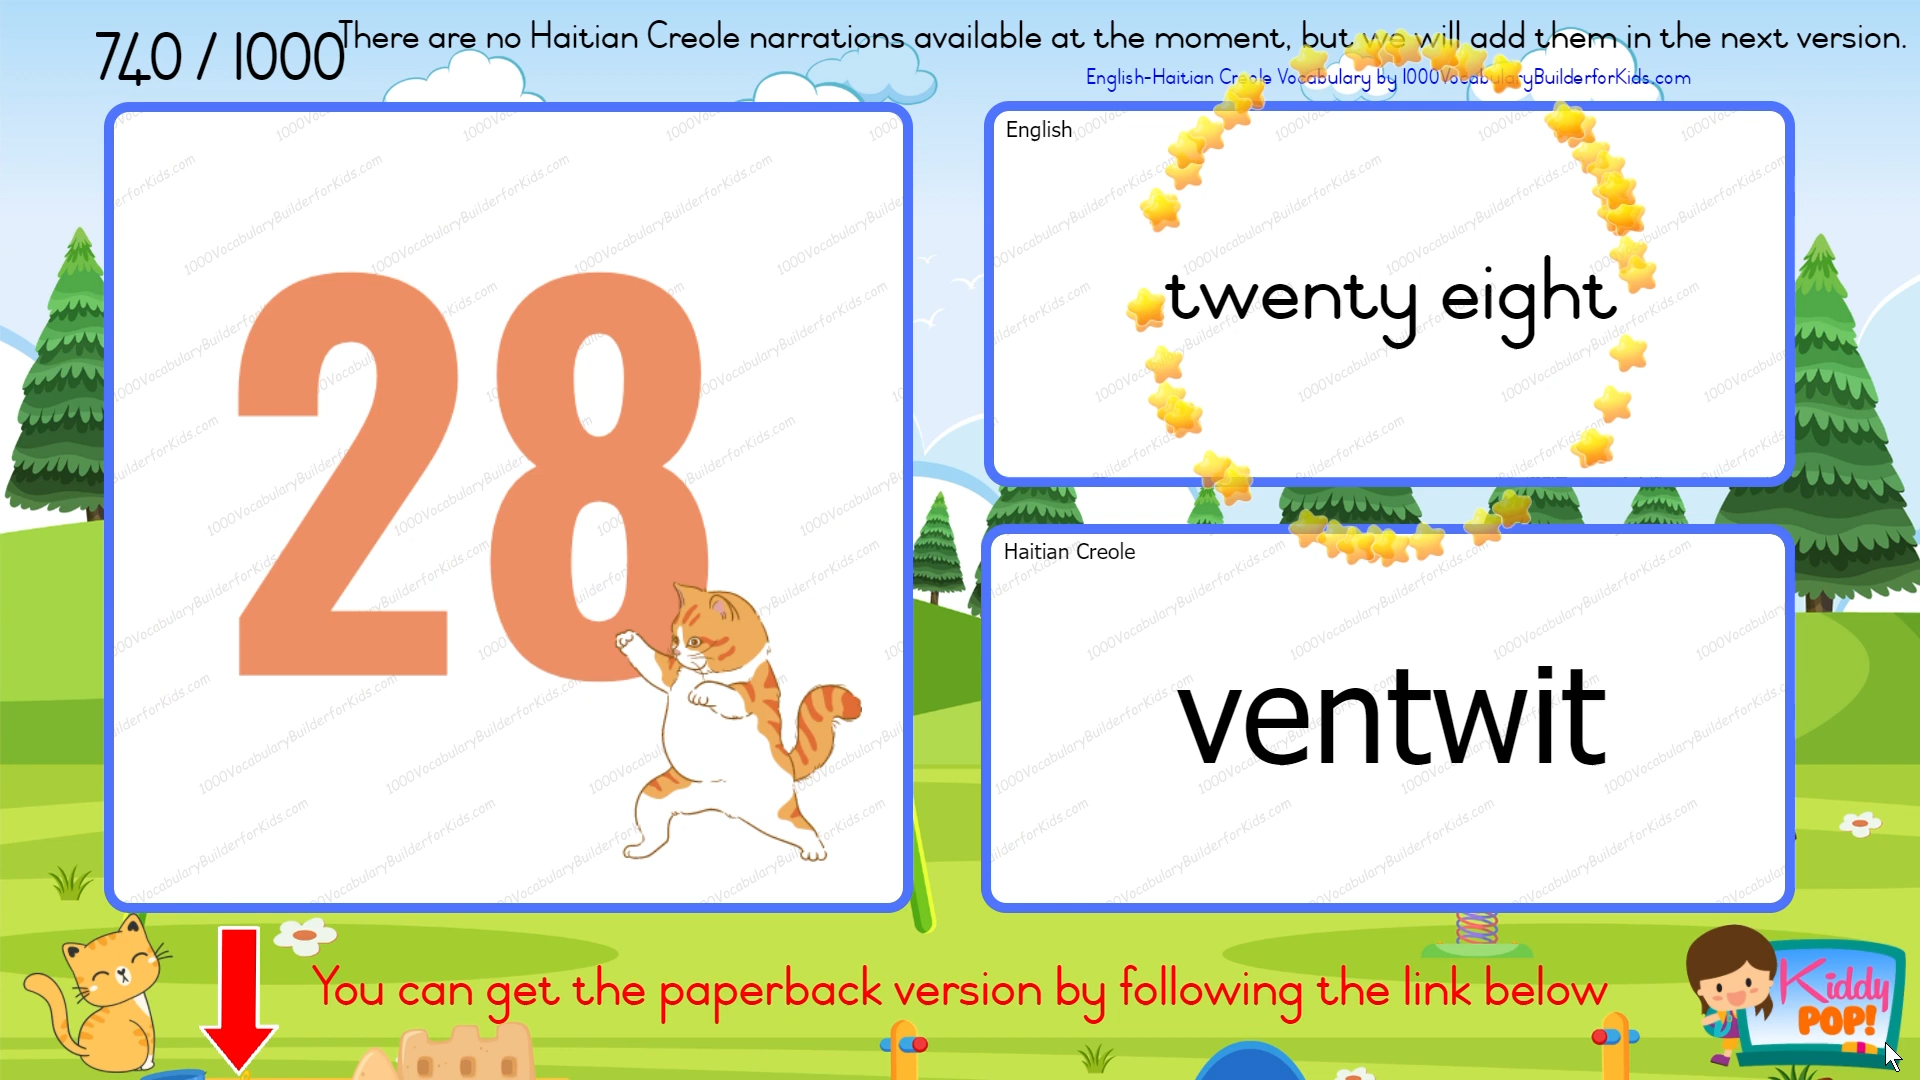 740 / 1000
There are no Haitian Creole narrations available at the moment, but we will add them in the next version.
English-Haitian Creole Vocabulary by 1000VocabularyBuilderforKids.com
28
English
twenty eight
Haitian Creole
ventwit
You can get the paperback version by following the link below
Kiddy
POP!
1000VocabularyBuilderforKids.com